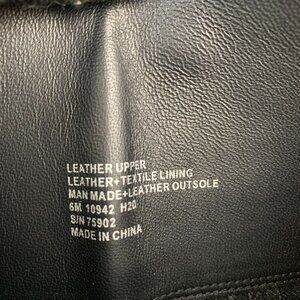 LEATHER UPPER
LEATHER+TEXTILE LINING
MAN MADE+LEATHER OUTSOLE
6M 10942 H20
S/N 75902
MADE IN CHINA